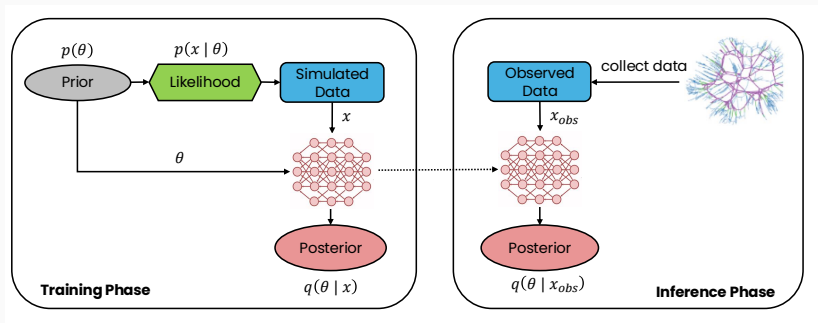 p(θ)
p(x | θ)
Prior
Likelihood
Simulated
Data
x
θ
Posterior
q(θ | x)
Training Phase
Observed
Data
collect data
x_obs
Posterior
q(θ | x_obs)
Inference Phase